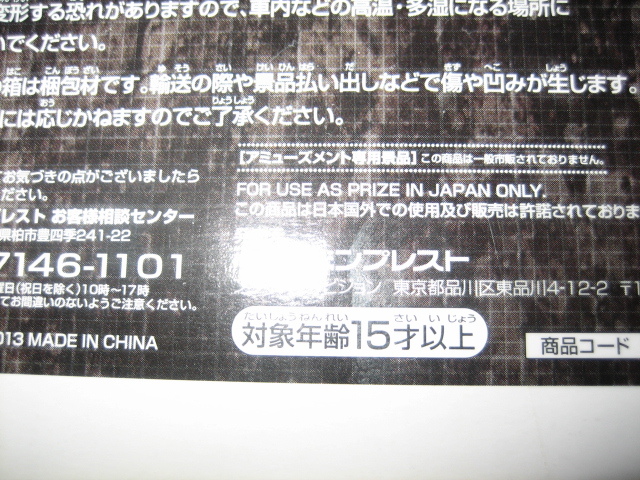 変形する恐れがありますので、車内などの高温・多湿になる場所に
いでください。
箱は梱包材です。輸送の際や景品払い出しなどで傷や凹みが生じます。
には応じかねますのでご了承ください。
【アミューズメント専用景品】この商品は一般市販されておりません。
FOR USE AS PRIZE IN JAPAN ONLY.
この商品は日本国外での使用及び販売は許諾されておりま
てお気づきの点がございましたら
ださい。
プレスト お客様相談センター
県柏市豊四季241-22
7146-1101
曜日(祝日を除く)10時〜17時
てお間違いのないようご注意ください。
ンプレスト
ビジョン 東京都品川区東品川4-12-2 〒1
013 MADE IN CHINA
対象年齢15才以上
商品コード